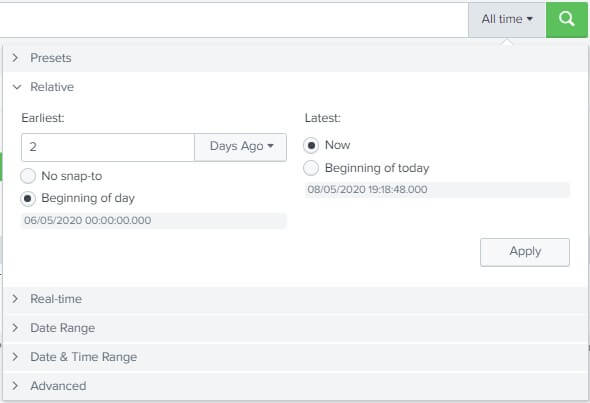 All time
Presets
Relative
Earliest:
Latest:
2
Days Ago
Now
No snap-to
Beginning of today
Beginning of day
08/05/2020 19:18:48.000
06/05/2020 00:00:00.000
Apply
Real-time
Date Range
Date & Time Range
Advanced